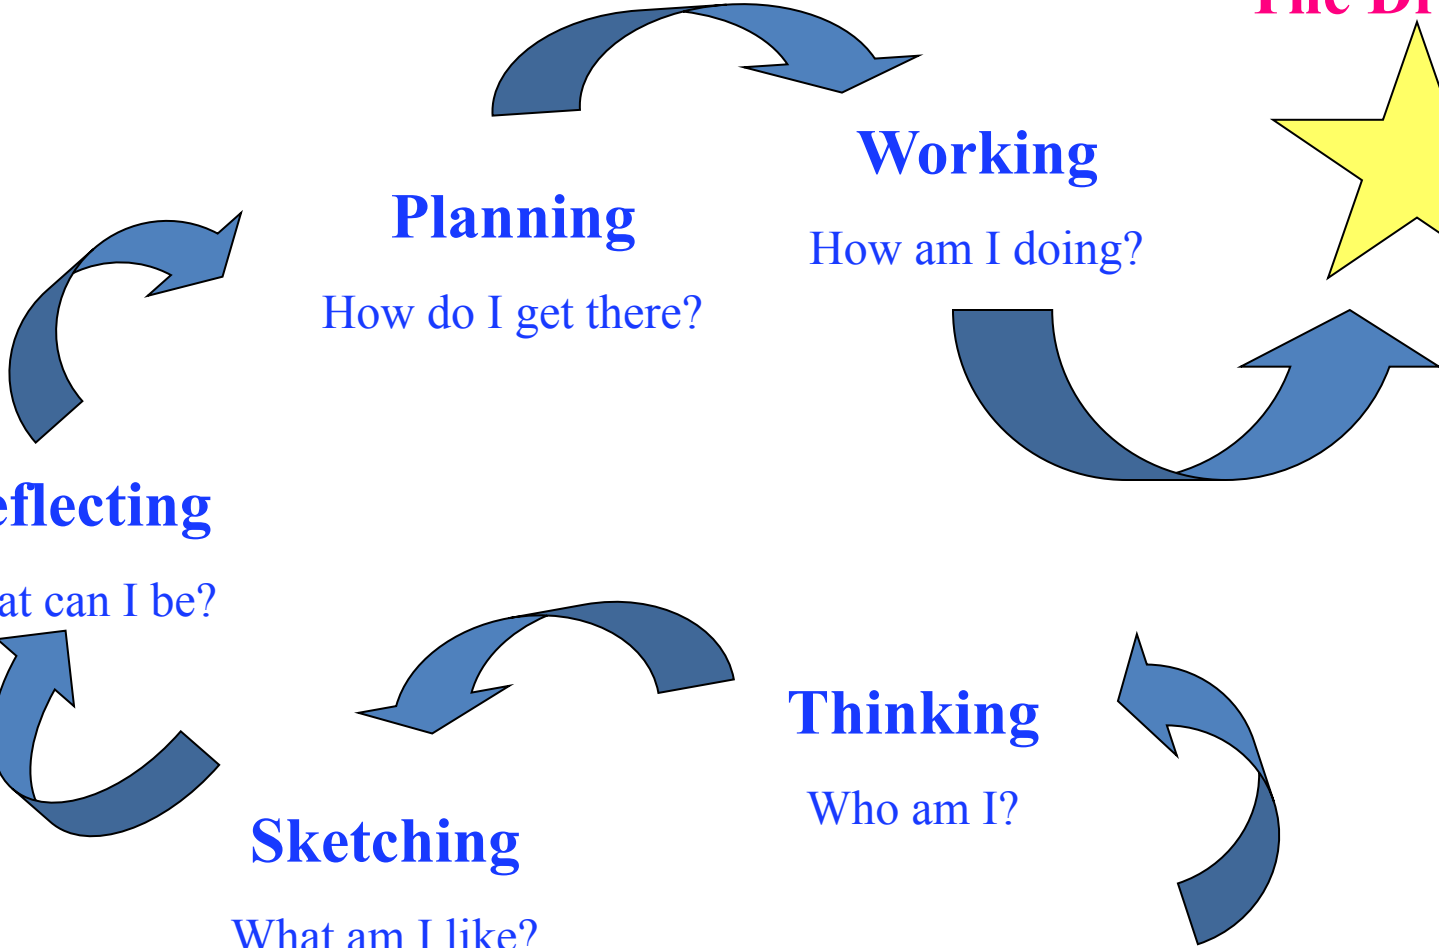 The
Working
Planning
How am I doing?
How do I get there?
eflecting
at can I be?
Thinking
Who am I?
Sketching
What am I like?